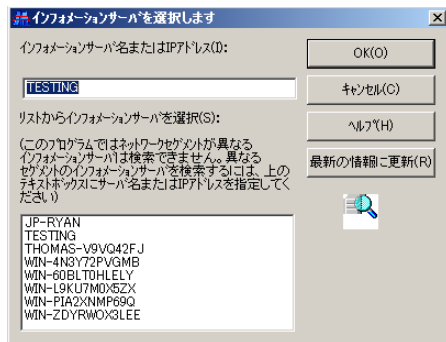 インフォメーションサーバを選択します
インフォメーションサーバ名またはIPアドレス(I):
OK(O)
TESTING
キャンセル(C)
リストからインフォメーションサーバを選択(S):
ヘルプ(H)
(このプログラムではネットワークセグメントが異なる
インフォメーションサーバは検索できません。異なる
セグメントのインフォメーションサーバを検索するには、上の
テキストボックスにサーバ名またはIPアドレスを指定してく
ださい)
最新の情報に更新(R)
JP-RYAN
TESTING
THOMAS-V9VQ42FJ
WIN-4N3Y72PVGMB
WIN-60BLT0HLELY
WIN-L9KU7M0X5ZX
WIN-PIA2XNMP69Q
WIN-ZDYRWOX3LEE